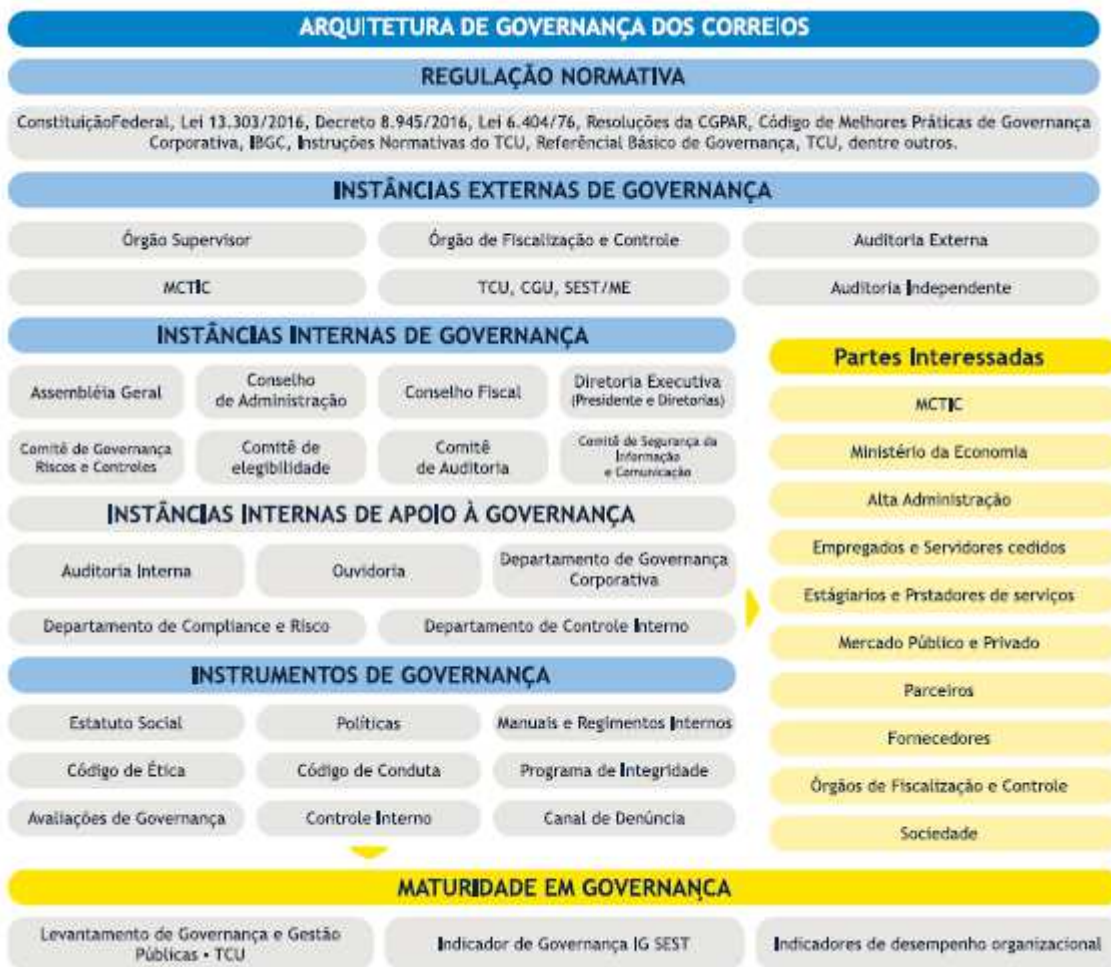 ARQUITETURA DE GOVERNANÇA DOS CORREIOS
REGULAÇÃO NORMATIVA
ConstituiçãoFederal, Lei 13.303/2016, Decreto 8.945/2016, Lei 6.404/76, Resoluções da CGPAR, Código de Melhores Práticas de Governança
Corporativa, IBGC, Instruções Normativas do TCU, Referêncial Básico de Governança, TCU, dentre outros.
INSTÂNCIAS EXTERNAS DE GOVERNANÇA
Órgão Supervisor
Órgão de Fiscalização e Controle
Auditoria Externa
MCTIC
TCU, CGU, SEST/ME
Auditoria Independente
INSTÂNCIAS INTERNAS DE GOVERNANÇA
Assembléia Geral
Conselho
de Administração
Conselho Fiscal
Diretoria Executiva
(Presidente e Diretorias)
Comitê de Governança
Riscos e Controles
Comitê de
elegibilidade
Comitê
de Auditoria
Comitê de Segurança da
Informação
e Comunicação
INSTÂNCIAS INTERNAS DE APOIO À GOVERNANÇA
Auditoria Interna
Ouvidoria
Departamento de Governança
Corporativa
Departamento de Compliance e Risco
Departamento de Controle Interno
INSTRUMENTOS DE GOVERNANÇA
Estatuto Social
Políticas
Manuais e Regimentos Internos
Código de Ética
Código de Conduta
Programa de Integridade
Avaliações de Governança
Controle Interno
Canal de Denúncia
Partes Interessadas
MCTIC
Ministério da Economia
Alta Administração
Empregados e Servidores cedidos
Estágiarios e Prstadores de serviços
Mercado Público e Privado
Parceiros
Fornecedores
Órgãos de Fiscalização e Controle
Sociedade
MATURIDADE EM GOVERNANÇA
Levantamento de Governança e Gestão
Públicas • TCU
Indicador de Governança IG SEST
Indicadores de desempenho organizacional